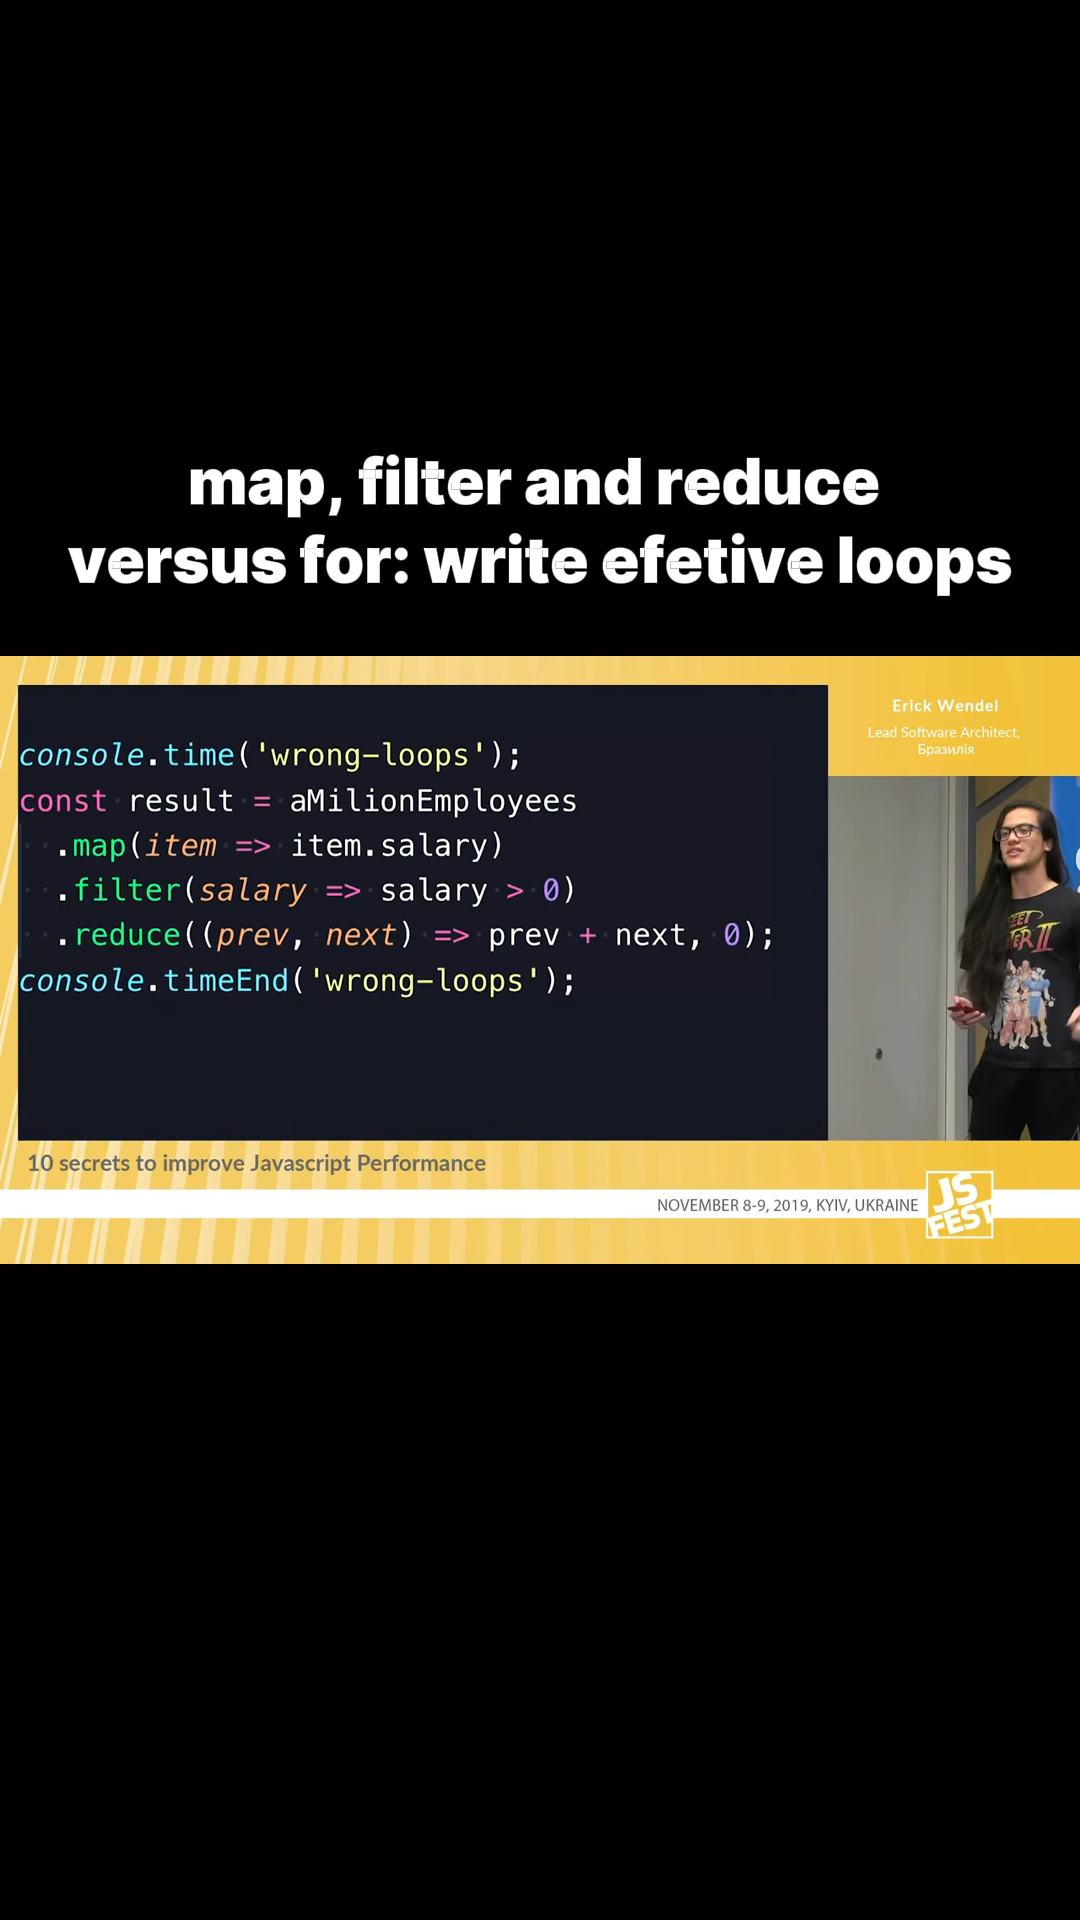 map, filter and reduce
versus for: write efetive loops
console.time('wrong-loops');
const result = aMilionEmployees
.map(item => item.salary)
.filter(salary => salary > 0)
.reduce((prev, next) => prev + next, 0);
console.timeEnd('wrong-loops');
Erick Wendel
Lead Software Architect,
Бразилія
10 secrets to improve Javascript Performance
NOVEMBER 8-9, 2019, KYIV, UKRAINE
JS
FEST